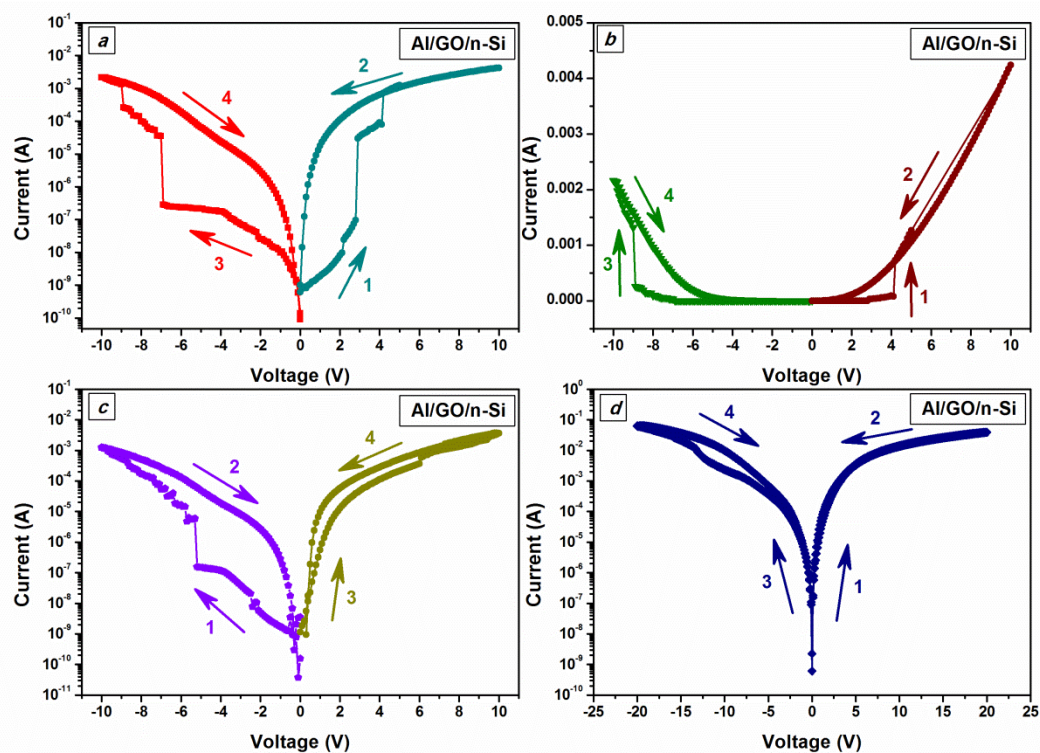 a
Al/GO/n-Si
10^-1
10^-2
10^-3
10^-4
10^-5
10^-6
10^-7
10^-8
10^-9
10^-10
Current (A)
4
2
3
1
-10 -8 -6 -4 -2 0 2 4 6 8 10
Voltage (V)
b
Al/GO/n-Si
0.005
0.004
0.003
0.002
0.001
0.000
Current (A)
4
2
3
1
-10 -8 -6 -4 -2 0 2 4 6 8 10
Voltage (V)
c
Al/GO/n-Si
10^-1
10^-2
10^-3
10^-4
10^-5
10^-6
10^-7
10^-8
10^-9
10^-10
10^-11
Current (A)
2
4
1
3
-10 -8 -6 -4 -2 0 2 4 6 8 10
Voltage (V)
d
Al/GO/n-Si
10^0
10^-1
10^-2
10^-3
10^-4
10^-5
10^-6
10^-7
10^-8
10^-9
10^-10
Current (A)
4
2
3
1
-25 -20 -15 -10 -5 0 5 10 15 20 25
Voltage (V)